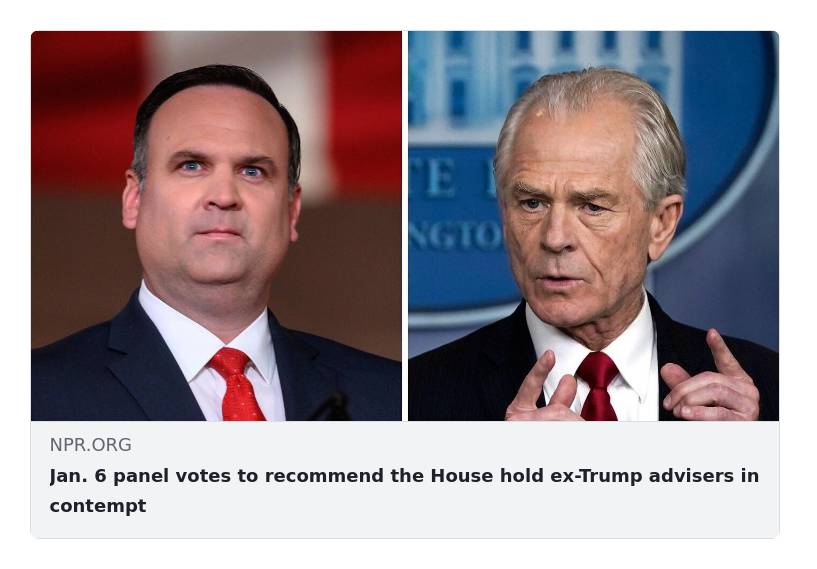 TE
NGTO
NPR.ORG
Jan. 6 panel votes to recommend the House hold ex-Trump advisers in
contempt